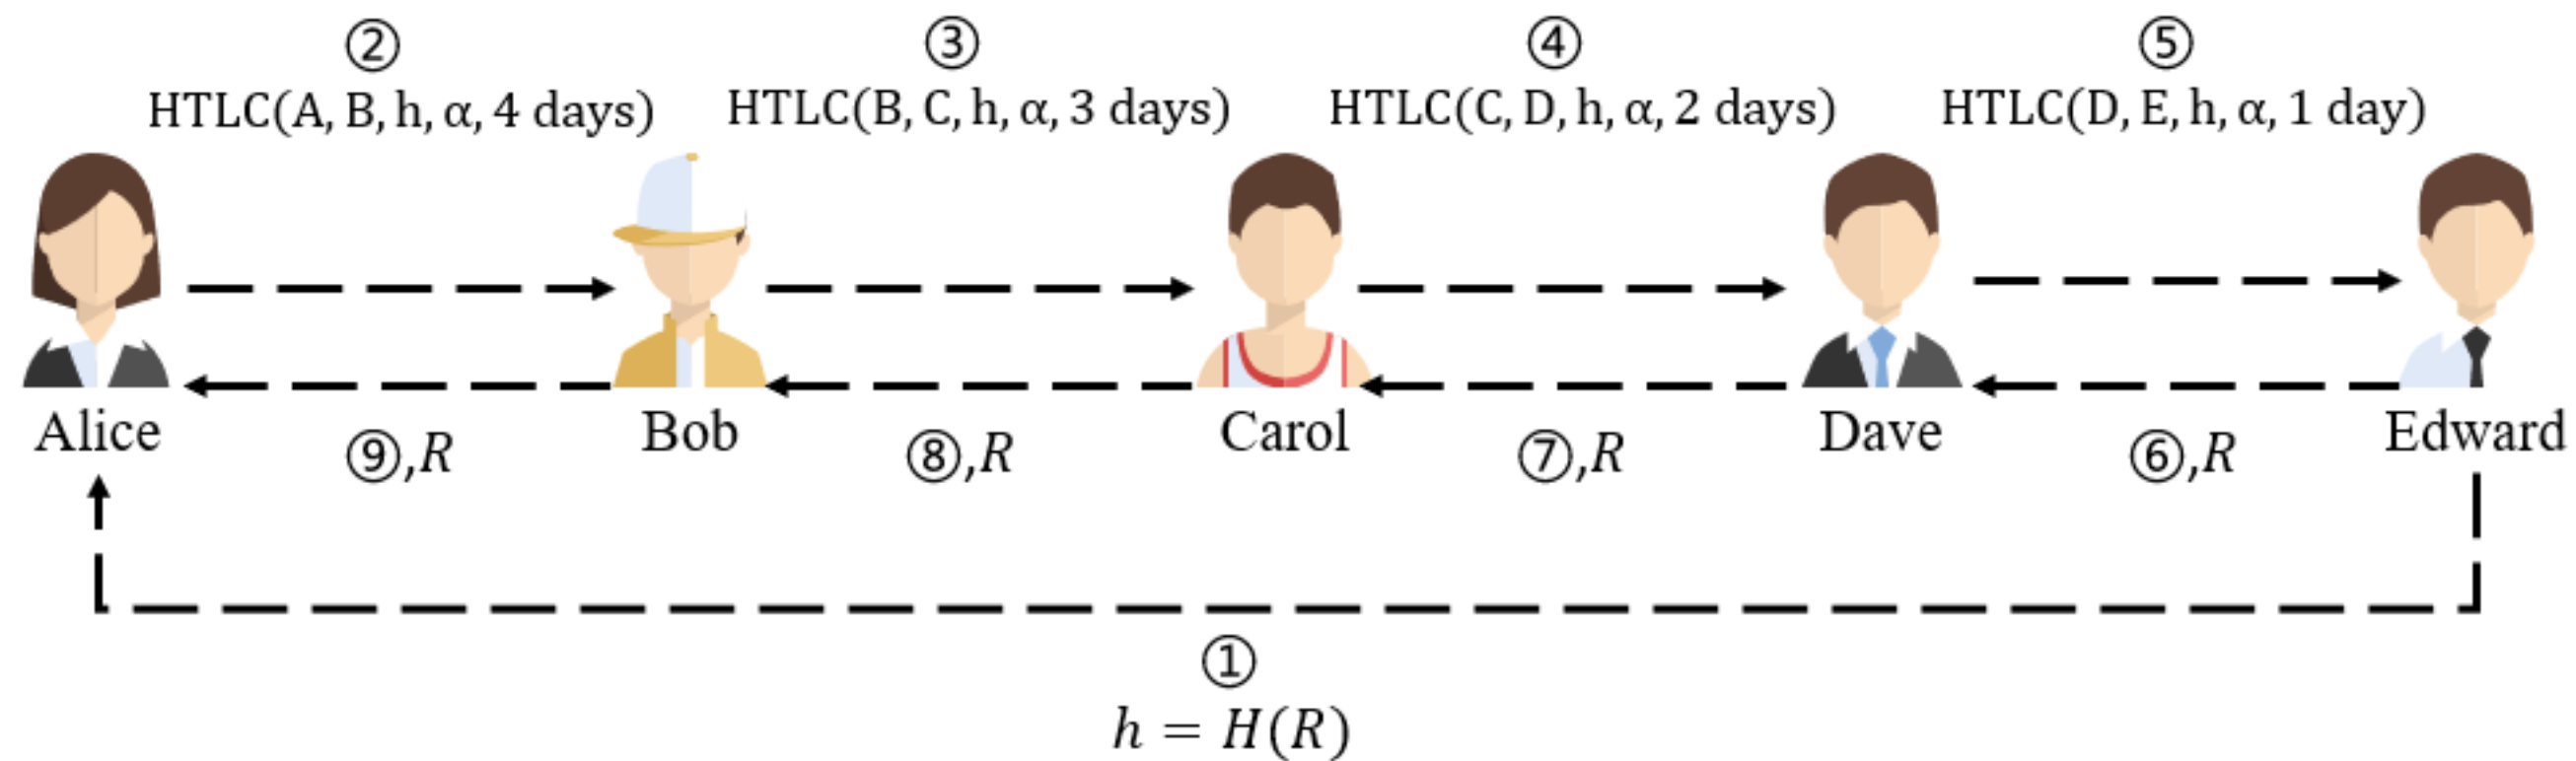 ② ③ ④ ⑤
HTLC(A, B, h, α, 4 days) HTLC(B, C, h, α, 3 days) HTLC(C, D, h, α, 2 days) HTLC(D, E, h, α, 1 day)
Alice Bob Carol Dave Edward
⑨,R ⑧,R ⑦,R ⑥,R
①
h = H(R)